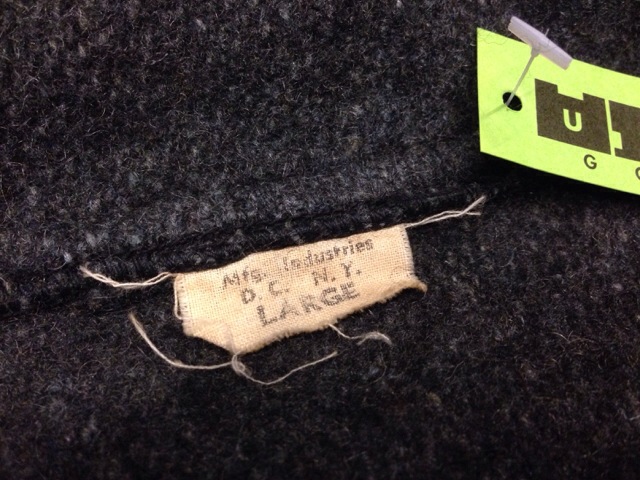 Mfg. Industries
D. C. N. Y.
LARGE
U
G